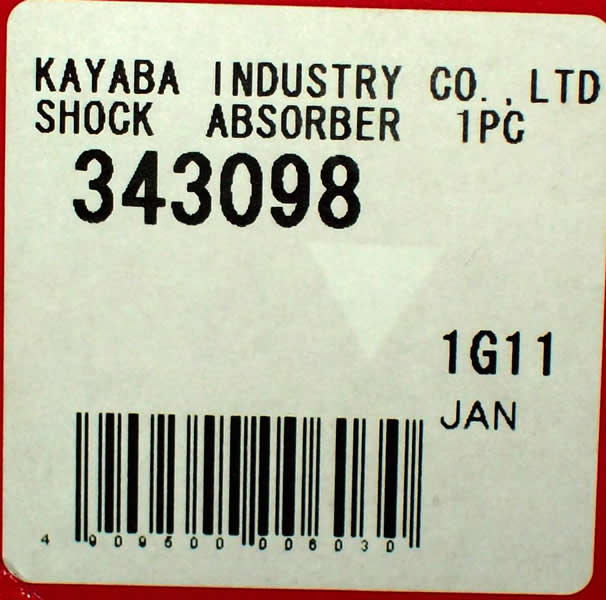 KAYABA INDUSTRY CO.,LTD
SHOCK ABSORBER 1PC
343098
1G11
JAN
4 909500 006030